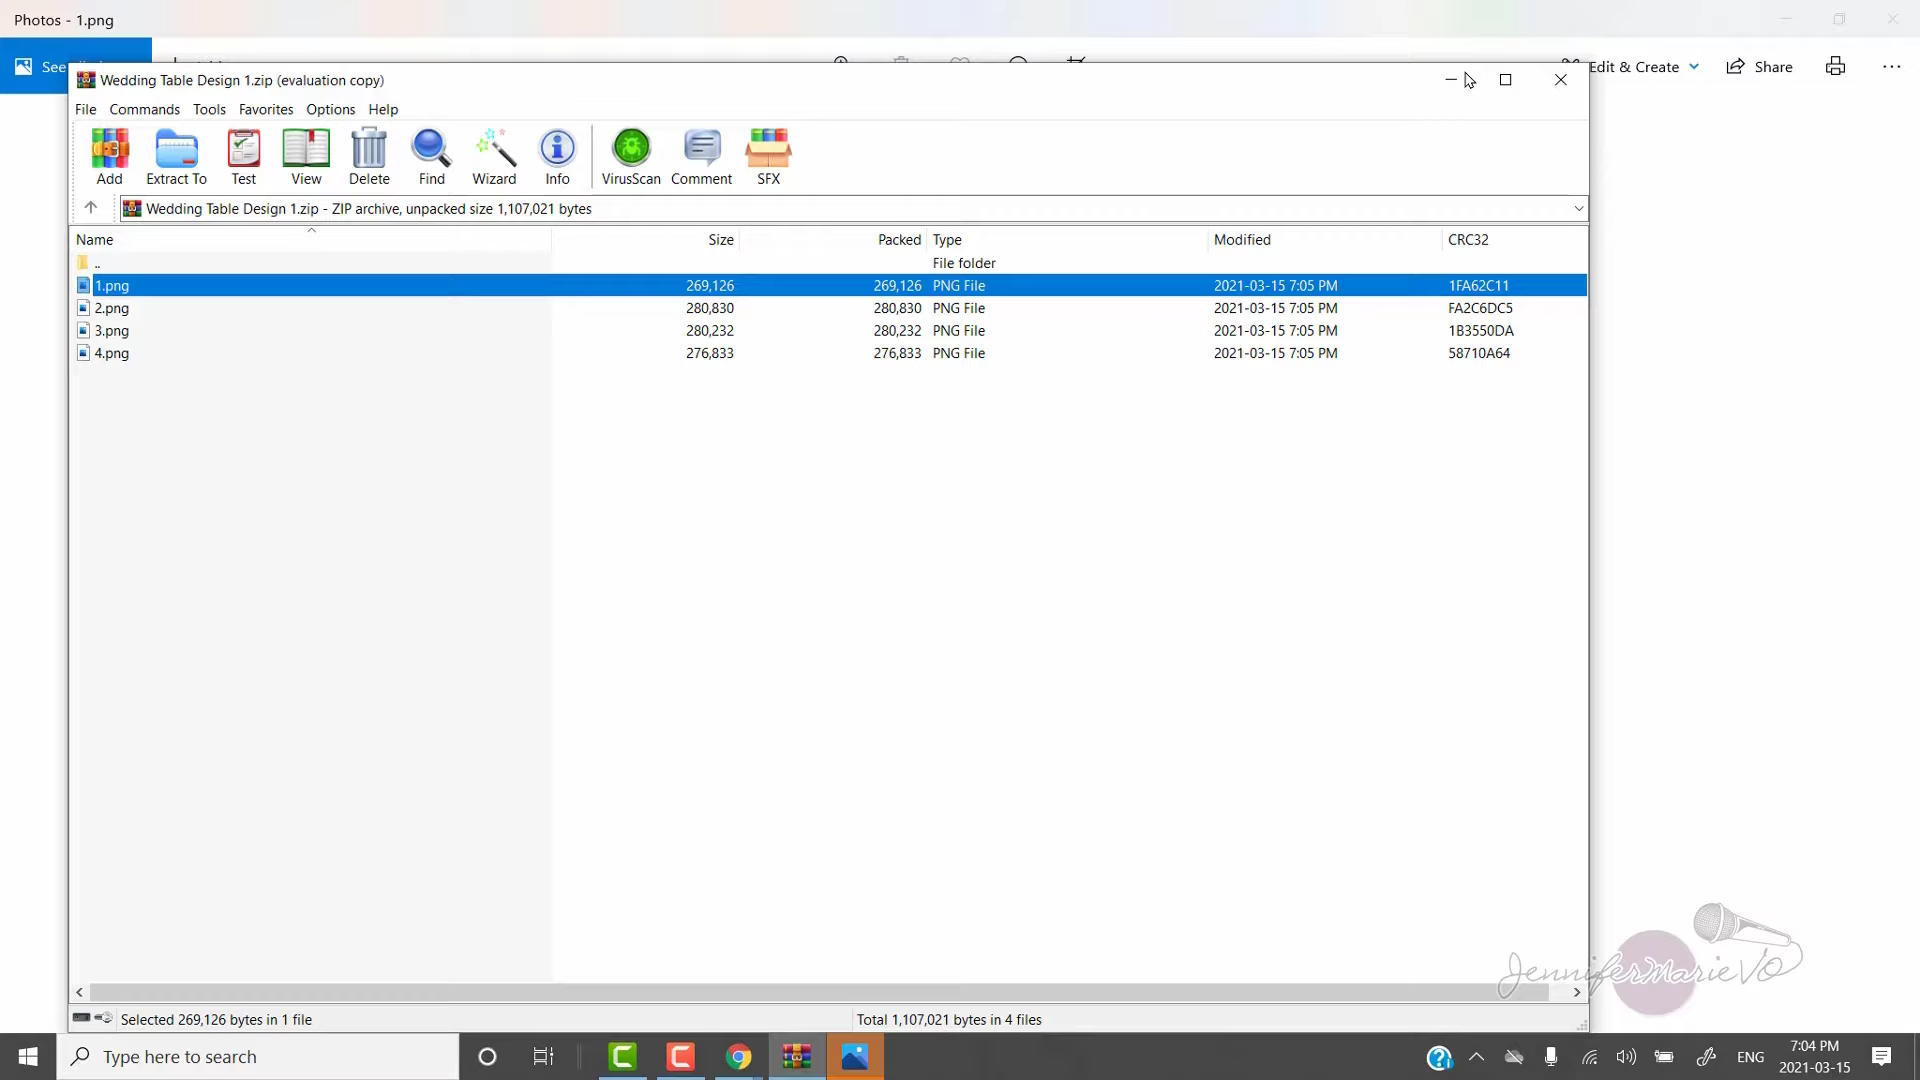 Photos - 1.png
See
Edit & Create
Share
Wedding Table Design 1.zip (evaluation copy)
File Commands Tools Favorites Options Help
Add Extract To Test View Delete Find Wizard Info VirusScan Comment SFX
Wedding Table Design 1.zip - ZIP archive, unpacked size 1,107,021 bytes
Name Size Packed Type Modified CRC32
.. File folder
1.png 269,126 269,126 PNG File 2021-03-15 7:05 PM 1FA62C11
2.png 280,830 280,830 PNG File 2021-03-15 7:05 PM FA2C6DC5
3.png 280,232 280,232 PNG File 2021-03-15 7:05 PM 1B3550DA
4.png 276,833 276,833 PNG File 2021-03-15 7:05 PM 58710A64
JenniferMarieVO
Selected 269,126 bytes in 1 file
Total 1,107,021 bytes in 4 files
Type here to search
ENG
7:04 PM
2021-03-15